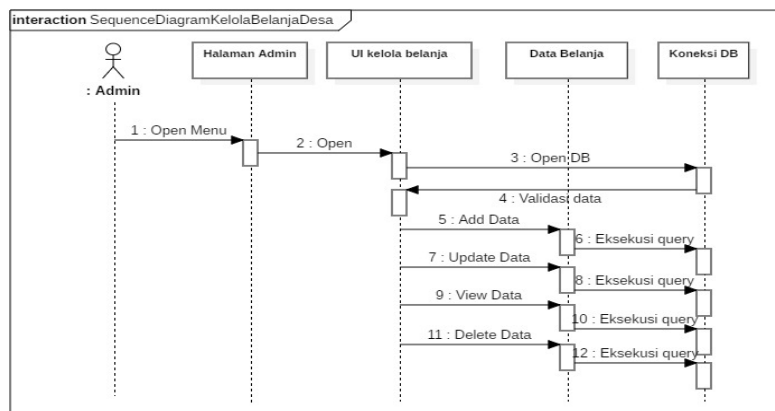 interaction SequenceDiagramKelolaBelanjaDesa
Halaman Admin
UI kelola belanja
Data Belanja
Koneksi DB
: Admin
1 : Open Menu
2 : Open
3 : Open DB
4 : Validasi data
5 : Add Data
6 : Eksekusi query
7 : Update Data
8 : Eksekusi query
9 : View Data
10 : Eksekusi query
11 : Delete Data
12 : Eksekusi query